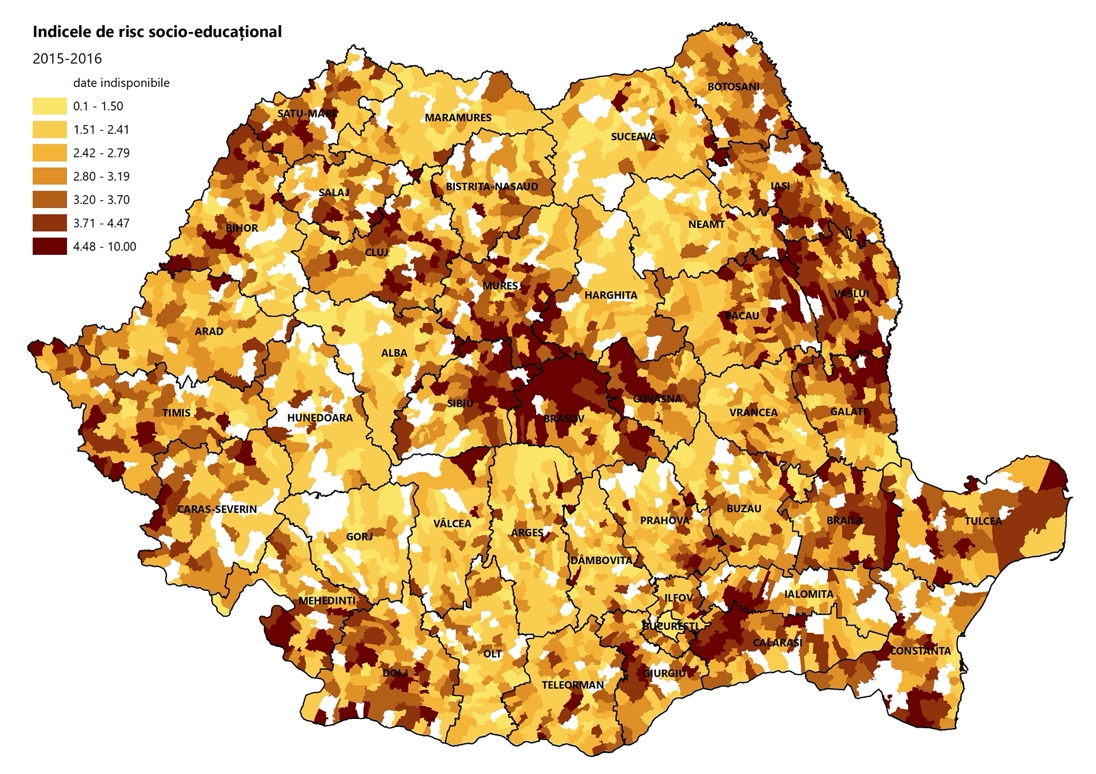 Indicele de risc socio-educațional
2015-2016
date indisponibile
0.1 - 1.50
1.51 - 2.41
2.42 - 2.79
2.80 - 3.19
3.20 - 3.70
3.71 - 4.47
4.48 - 10.00
BOTOSANI
SATU-MARE
MARAMURES
SUCEAVA
SALAJ
BISTRITA-NASAUD
IASI
BIHOR
NEAMT
CLUJ
MURES
HARGHITA
VASLUI
BACAU
ARAD
ALBA
TIMIS
HUNEDOARA
SIBIU
BRASOV
COVASNA
VRANCEA
GALATI
CARAS-SEVERIN
GORJ
VÂLCEA
ARGES
PRAHOVA
BUZAU
BRAILA
TULCEA
DÂMBOVITA
MEHEDINTI
ILFOV
IALOMITA
BUCURESTI
CALARASI
CONSTANTA
OLT
DOLJ
TELEORMAN
GIURGIU